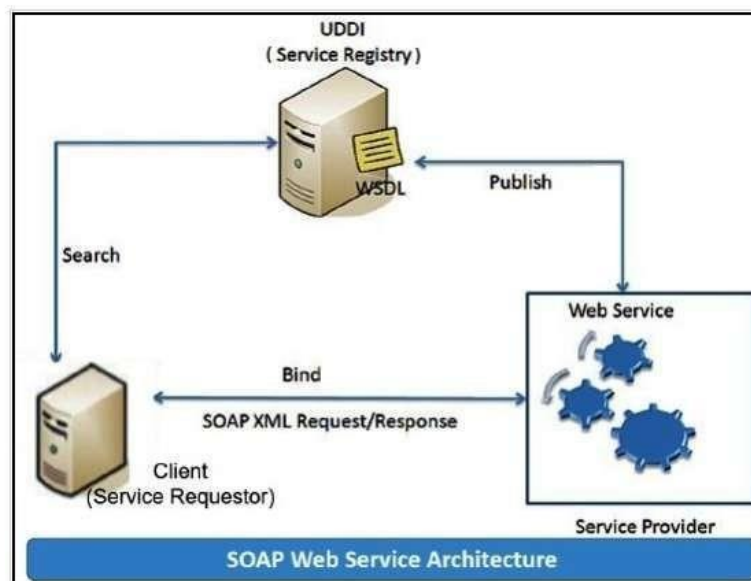 UDDI
( Service Registry )
WSDL
Publish
Search
Web Service
Bind
SOAP XML Request/Response
Client
(Service Requestor)
Service Provider
SOAP Web Service Architecture